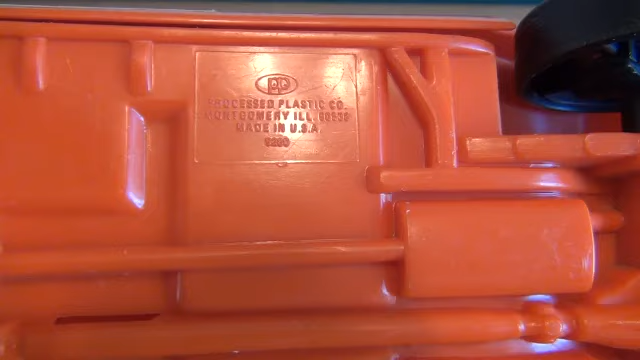 PROCESSED PLASTIC CO.
MONTGOMERY ILL. 60538
MADE IN U.S.A.